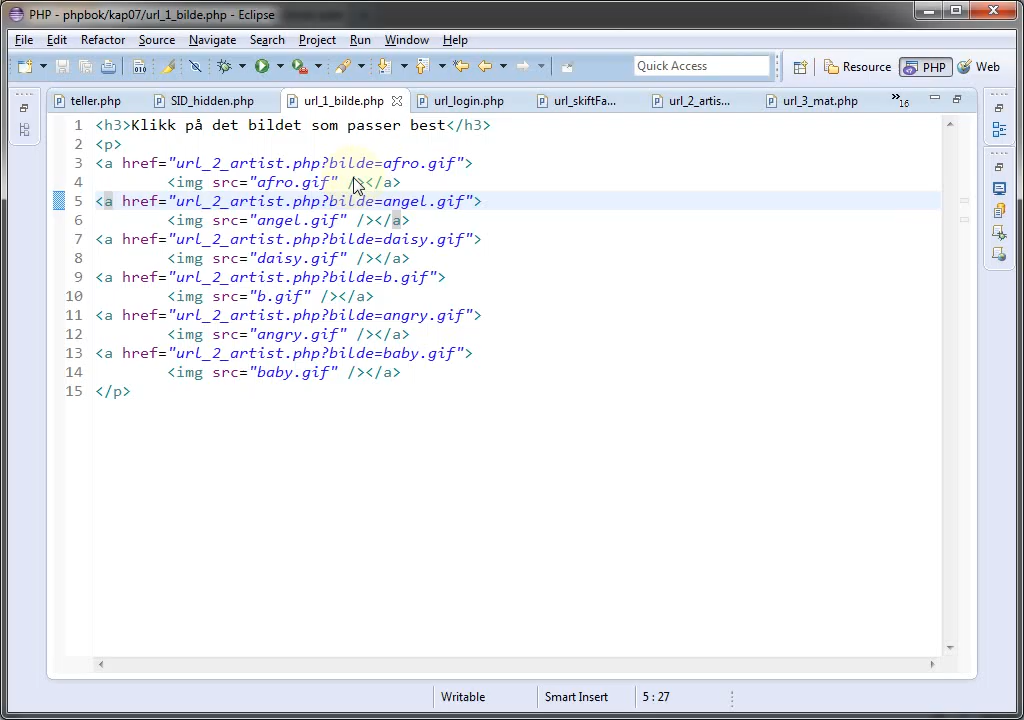 PHP - phpbok/kap07/url_1_bilde.php - Eclipse
File Edit Refactor Source Navigate Search Project Run Window Help
Quick Access Resource PHP Web
teller.php SID_hidden.php url_1_bilde.php url_login.php url_skiftFa... url_2_artis... url_3_mat.php »16
1 <h3>Klikk på det bildet som passer best</h3>
2 <p>
3 <a href="url_2_artist.php?bilde=afro.gif">
4 <img src="afro.gif" /></a>
5 <a href="url_2_artist.php?bilde=angel.gif">
6 <img src="angel.gif" /></a>
7 <a href="url_2_artist.php?bilde=daisy.gif">
8 <img src="daisy.gif" /></a>
9 <a href="url_2_artist.php?bilde=b.gif">
10 <img src="b.gif" /></a>
11 <a href="url_2_artist.php?bilde=angry.gif">
12 <img src="angry.gif" /></a>
13 <a href="url_2_artist.php?bilde=baby.gif">
14 <img src="baby.gif" /></a>
15 </p>
Writable Smart Insert 5 : 27